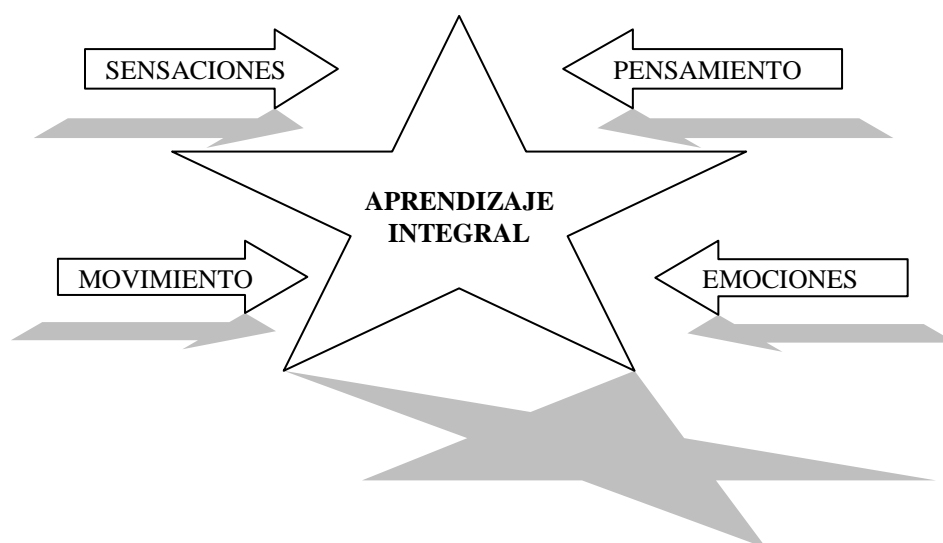 SENSACIONES
PENSAMIENTO
APRENDIZAJE
INTEGRAL
MOVIMIENTO
EMOCIONES